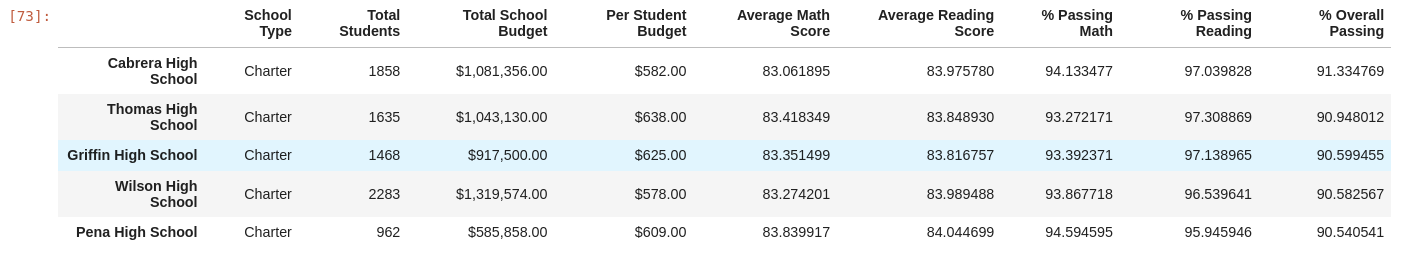 [73]:
School Type Total Students Total School Budget Per Student Budget Average Math Score Average Reading Score % Passing Math % Passing Reading % Overall Passing
Cabrera High School Charter 1858 $1,081,356.00 $582.00 83.061895 83.975780 94.133477 97.039828 91.334769
Thomas High School Charter 1635 $1,043,130.00 $638.00 83.418349 83.848930 93.272171 97.308869 90.948012
Griffin High School Charter 1468 $917,500.00 $625.00 83.351499 83.816757 93.392371 97.138965 90.599455
Wilson High School Charter 2283 $1,319,574.00 $578.00 83.274201 83.989488 93.867718 96.539641 90.582567
Pena High School Charter 962 $585,858.00 $609.00 83.839917 84.044699 94.594595 95.945946 90.540541